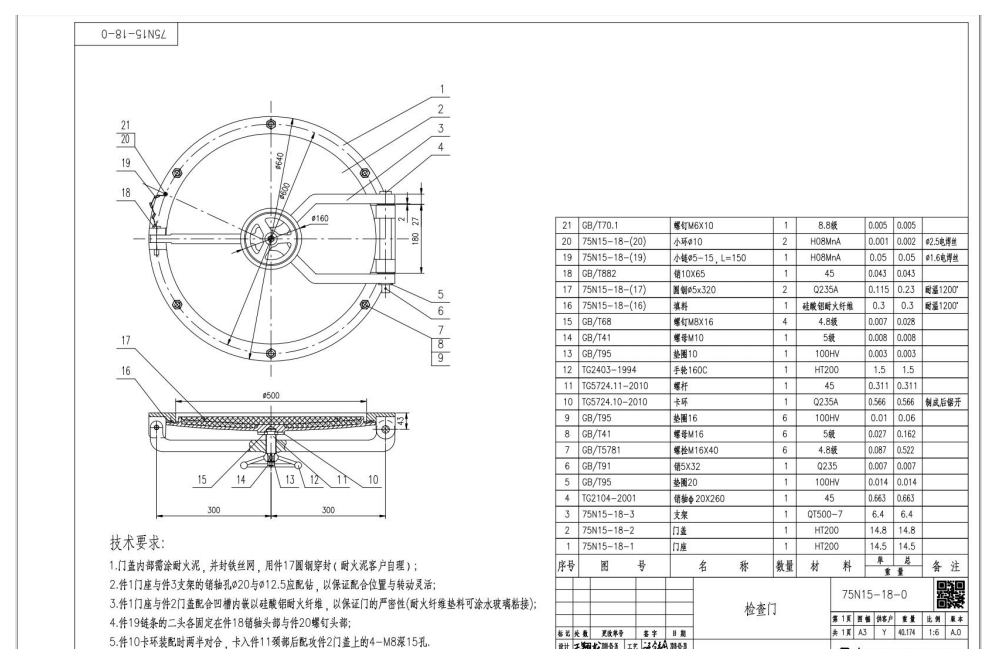 75N15-18-0
1
2
3
4
21
20
19
18
ø640
ø600
ø160
2
27
180
5
6
7
8
9
17
16
ø500
43
15
14
13
12
11
10
300
300
技术要求:
1.门盖内部需涂耐火泥，并封铁丝网，用件17圆钢穿封(耐火泥客户自理)；
2.件1门座与件3支架的销轴孔ø20与ø12.5应配钻，以保证配合位置与转动灵活；
3.件1门座与件2门盖配合凹槽内嵌以硅酸铝耐火纤维，以保证门的严密性(耐火纤维垫料可涂水玻璃粘接)；
4.件19链条的二头各固定在件18销轴头部与件20螺钉头部；
5.件10卡环装配时两半对合，卡入件11颈部后配攻件2门盖上的4-M8深15孔.
21 GB/T70.1 螺钉M6X10 1 8.8级 0.005 0.005
20 75N15-18-(20) 小环ø10 2 H08MnA 0.001 0.002 ø2.5电焊丝
19 75N15-18-(19) 小链ø5-15，L=150 1 H08MnA 0.05 0.05 ø1.6电焊丝
18 GB/T882 销10X65 1 45 0.043 0.043
17 75N15-18-(17) 圆钢ø5x320 2 Q235A 0.115 0.23 耐温1200°
16 75N15-18-(16) 填料 1 硅酸铝耐火纤维 0.3 0.3 耐温1200°
15 GB/T68 螺钉M8X16 4 4.8级 0.007 0.028
14 GB/T41 螺母M10 1 5级 0.008 0.008
13 GB/T95 垫圈10 1 100HV 0.003 0.003
12 TG2403-1994 手轮160C 1 HT200 1.5 1.5
11 TG5724.11-2010 螺杆 1 45 0.311 0.311
10 TG5724.10-2010 卡环 1 Q235A 0.566 0.566 制成后锯开
9 GB/T95 垫圈16 6 100HV 0.01 0.06
8 GB/T41 螺母M16 6 5级 0.027 0.162
7 GB/T5781 螺栓M16X40 6 4.8级 0.087 0.522
6 GB/T91 销5X32 1 Q235 0.007 0.007
5 GB/T95 垫圈20 1 100HV 0.014 0.014
4 TG2104-2001 销轴ϕ20X260 1 45 0.663 0.663
3 75N15-18-3 支架 1 QT500-7 6.4 6.4
2 75N15-18-2 门盖 1 HT200 14.8 14.8
1 75N15-18-1 门座 1 HT200 14.5 14.5
序号 图 号 名 称 数量 材 料 单 总 重 量 备 注
检查门
75N15-18-0
第 1页 图幅 供客户 重量 比例 版本
共 1页 A3 Y 40.174 1:6 A.0
标记 处数 更改单号 签字 日期
设计 工艺